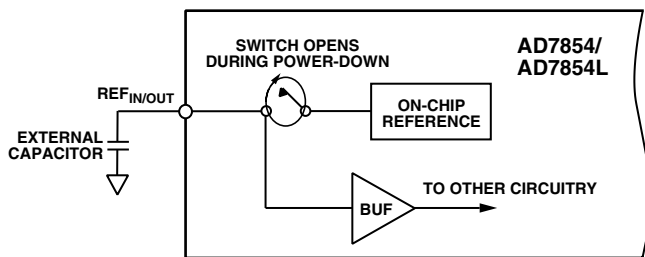 SWITCH OPENS
DURING POWER-DOWN
AD7854/
AD7854L
REFIN/OUT
ON-CHIP
REFERENCE
EXTERNAL
CAPACITOR
BUF
TO OTHER CIRCUITRY